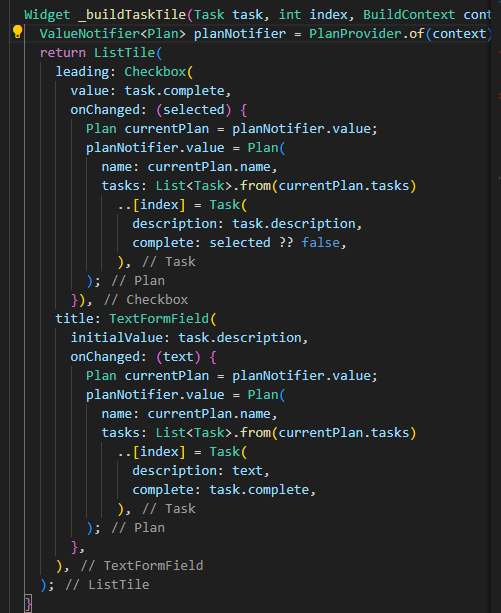 Widget _buildTaskTile(Task task, int index, BuildContext cont
ValueNotifier<Plan> planNotifier = PlanProvider.of(context)
return ListTile(
leading: Checkbox(
value: task.complete,
onChanged: (selected) {
Plan currentPlan = planNotifier.value;
planNotifier.value = Plan(
name: currentPlan.name,
tasks: List<Task>.from(currentPlan.tasks)
..[index] = Task(
description: task.description,
complete: selected ?? false,
), // Task
); // Plan
}), // Checkbox
title: TextFormField(
initialValue: task.description,
onChanged: (text) {
Plan currentPlan = planNotifier.value;
planNotifier.value = Plan(
name: currentPlan.name,
tasks: List<Task>.from(currentPlan.tasks)
..[index] = Task(
description: text,
complete: task.complete,
), // Task
); // Plan
},
), // TextFormField
); // ListTile
}